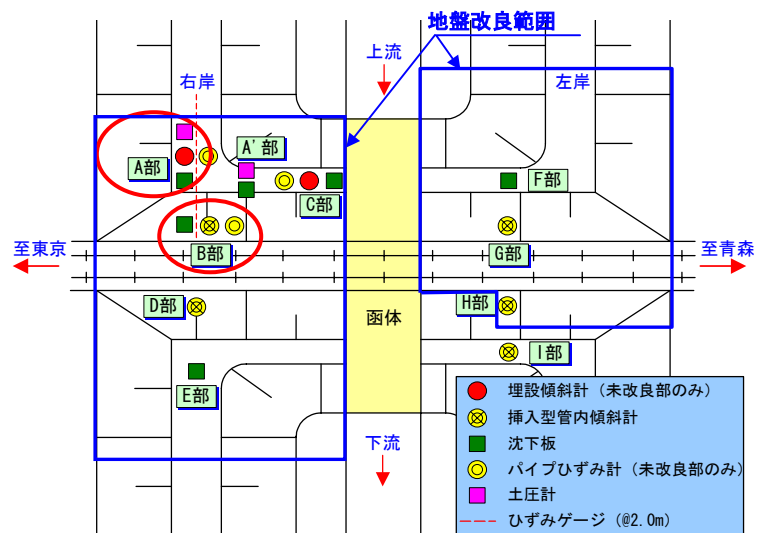 地盤改良範囲
上流
右岸
左岸
A部
A'部
C部
F部
B部
G部
至東京
至青森
D部
H部
函体
I部
E部
下流
埋設傾斜計（未改良部のみ）
挿入型管内傾斜計
沈下板
パイプひずみ計（未改良部のみ）
土圧計
ひずみゲージ（@2.0m）